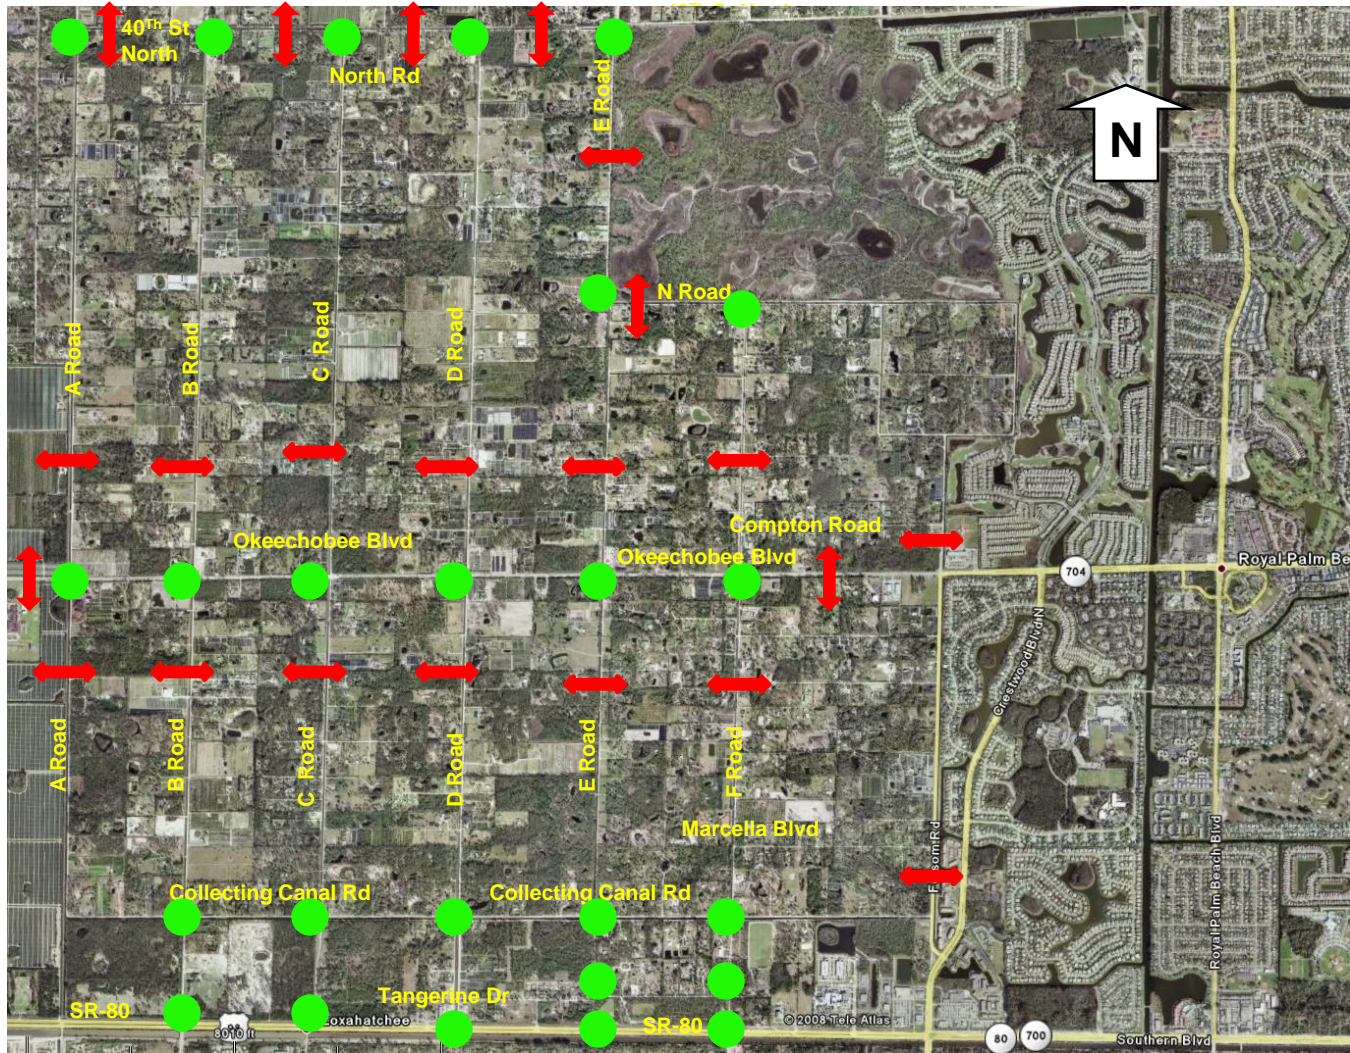 40Th St
North
North Rd
E Road
N
N Road
A Road
B Road
C Road
D Road
Compton Road
Okeechobee Blvd
Okeechobee Blvd
704
Royal Palm Be
Crestwood Blvd N
A Road
B Road
C Road
D Road
E Road
F Road
Marcella Blvd
Royal Palm Beach Blvd
Collecting Canal Rd
Collecting Canal Rd
SR-80
Tangerine Dr
SR-80
8010 ft
© 2008 Tele Atlas
80
700
Southern Blvd